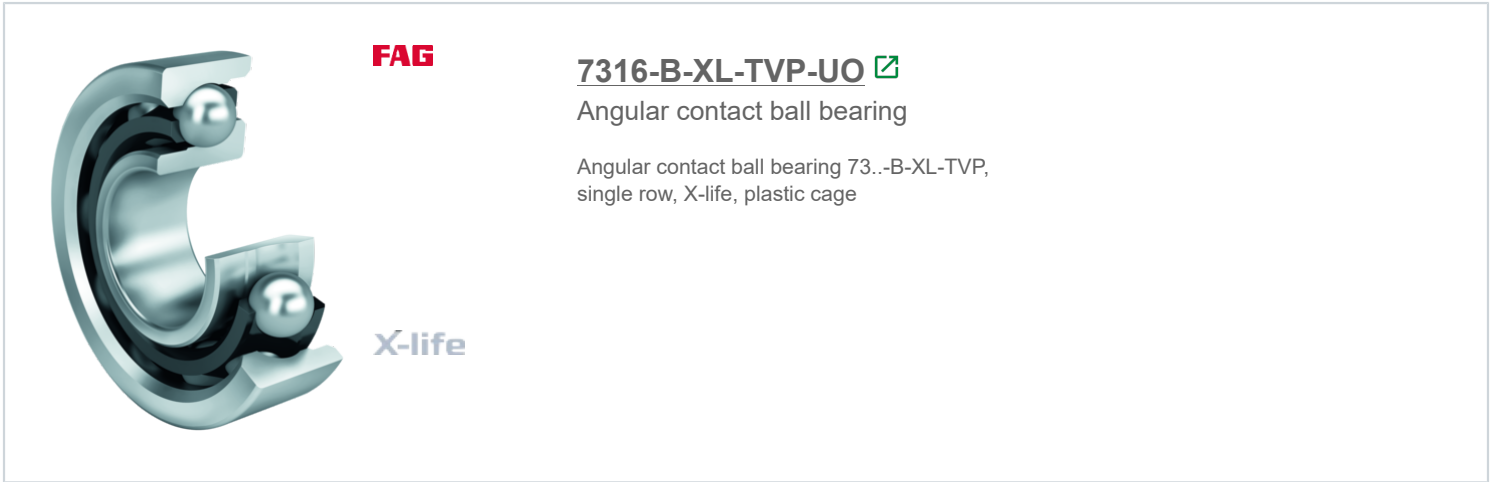 FAG
7316-B-XL-TVP-UO
Angular contact ball bearing
Angular contact ball bearing 73..-B-XL-TVP,
single row, X-life, plastic cage
X-life